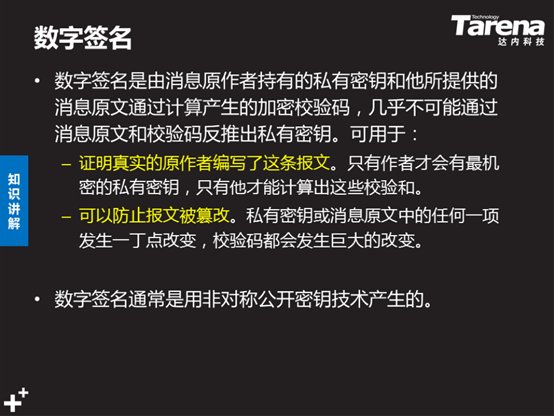 数字签名
Technology
Tarena
达内科技
• 数字签名是由消息原作者持有的私有密钥和他所提供的
消息原文通过计算产生的加密校验码，几乎不可能通过
消息原文和校验码反推出私有密钥。可用于：
– 证明真实的原作者编写了这条报文。只有作者才会有最机
密的私有密钥，只有他才能计算出这些校验和。
– 可以防止报文被篡改。私有密钥或消息原文中的任何一项
发生一丁点改变，校验码都会发生巨大的改变。
知识讲解
• 数字签名通常是用非对称公开密钥技术产生的。